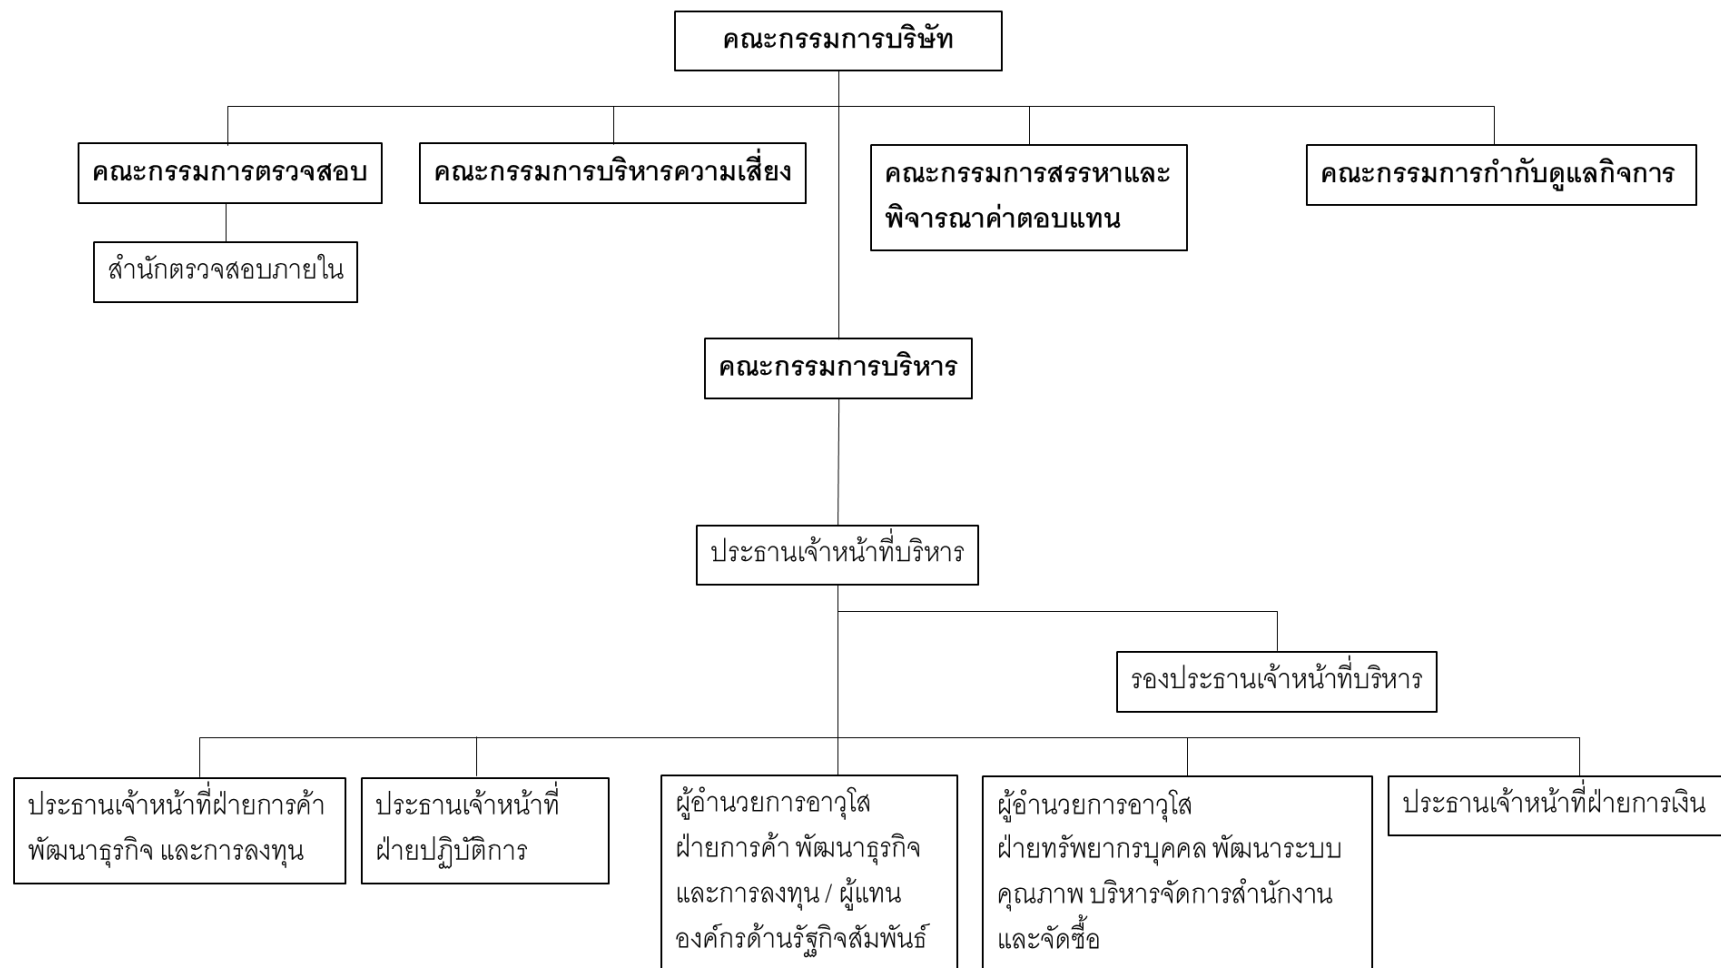 คณะกรรมการบริษัท
คณะกรรมการตรวจสอบ
คณะกรรมการบริหารความเสี่ยง
คณะกรรมการสรรหาและ
พิจารณาค่าตอบแทน
คณะกรรมการกำกับดูแลกิจการ
สำนักตรวจสอบภายใน
คณะกรรมการบริหาร
ประธานเจ้าหน้าที่บริหาร
รองประธานเจ้าหน้าที่บริหาร
ประธานเจ้าหน้าที่ฝ่ายการค้า
พัฒนาธุรกิจ และการลงทุน
ประธานเจ้าหน้าที่
ฝ่ายปฏิบัติการ
ผู้อำนวยการอาวุโส
ฝ่ายการค้า พัฒนาธุรกิจ
และการลงทุน / ผู้แทน
องค์กรด้านรัฐกิจสัมพันธ์
ผู้อำนวยการอาวุโส
ฝ่ายทรัพยากรบุคคล พัฒนาระบบ
คุณภาพ บริหารจัดการสำนักงาน
และจัดซื้อ
ประธานเจ้าหน้าที่ฝ่ายการเงิน